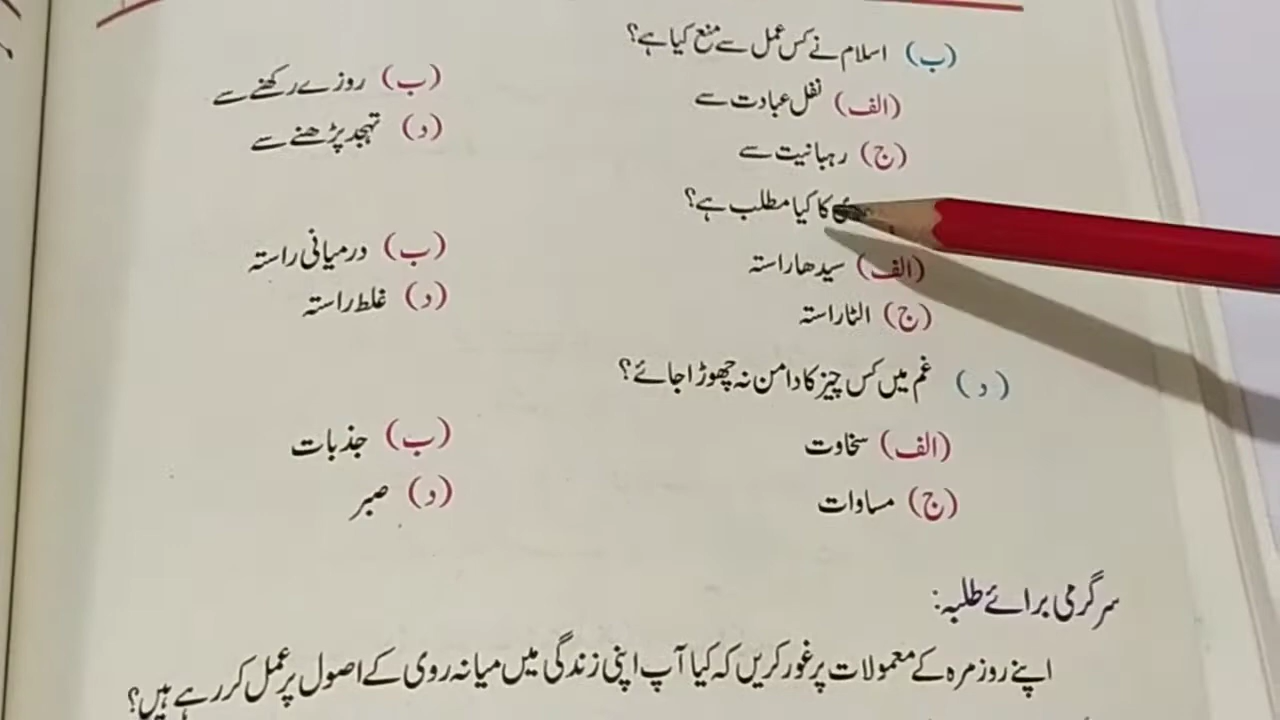 (ب) اسلام نے کس عمل سے منع کیا ہے؟
(الف) نفل عبادت سے (ب) روزے رکھنے سے
(ج) رہبانیت سے (د) تہجد پڑھنے سے
کا کیا مطلب ہے؟
(الف) سیدھا راستہ (ب) درمیانی راستہ
(ج) الٹا راستہ (د) غلط راستہ
(د) غم میں کس چیز کا دامن نہ چھوڑا جائے؟
(الف) سخاوت (ب) جذبات
(ج) مساوات (د) صبر
سرگرمی برائے طلبہ:
اپنے روز مرہ کے معمولات پر غور کریں کہ کیا آپ اپنی زندگی میں میانہ روی کے اصول پر عمل کر رہے ہیں؟